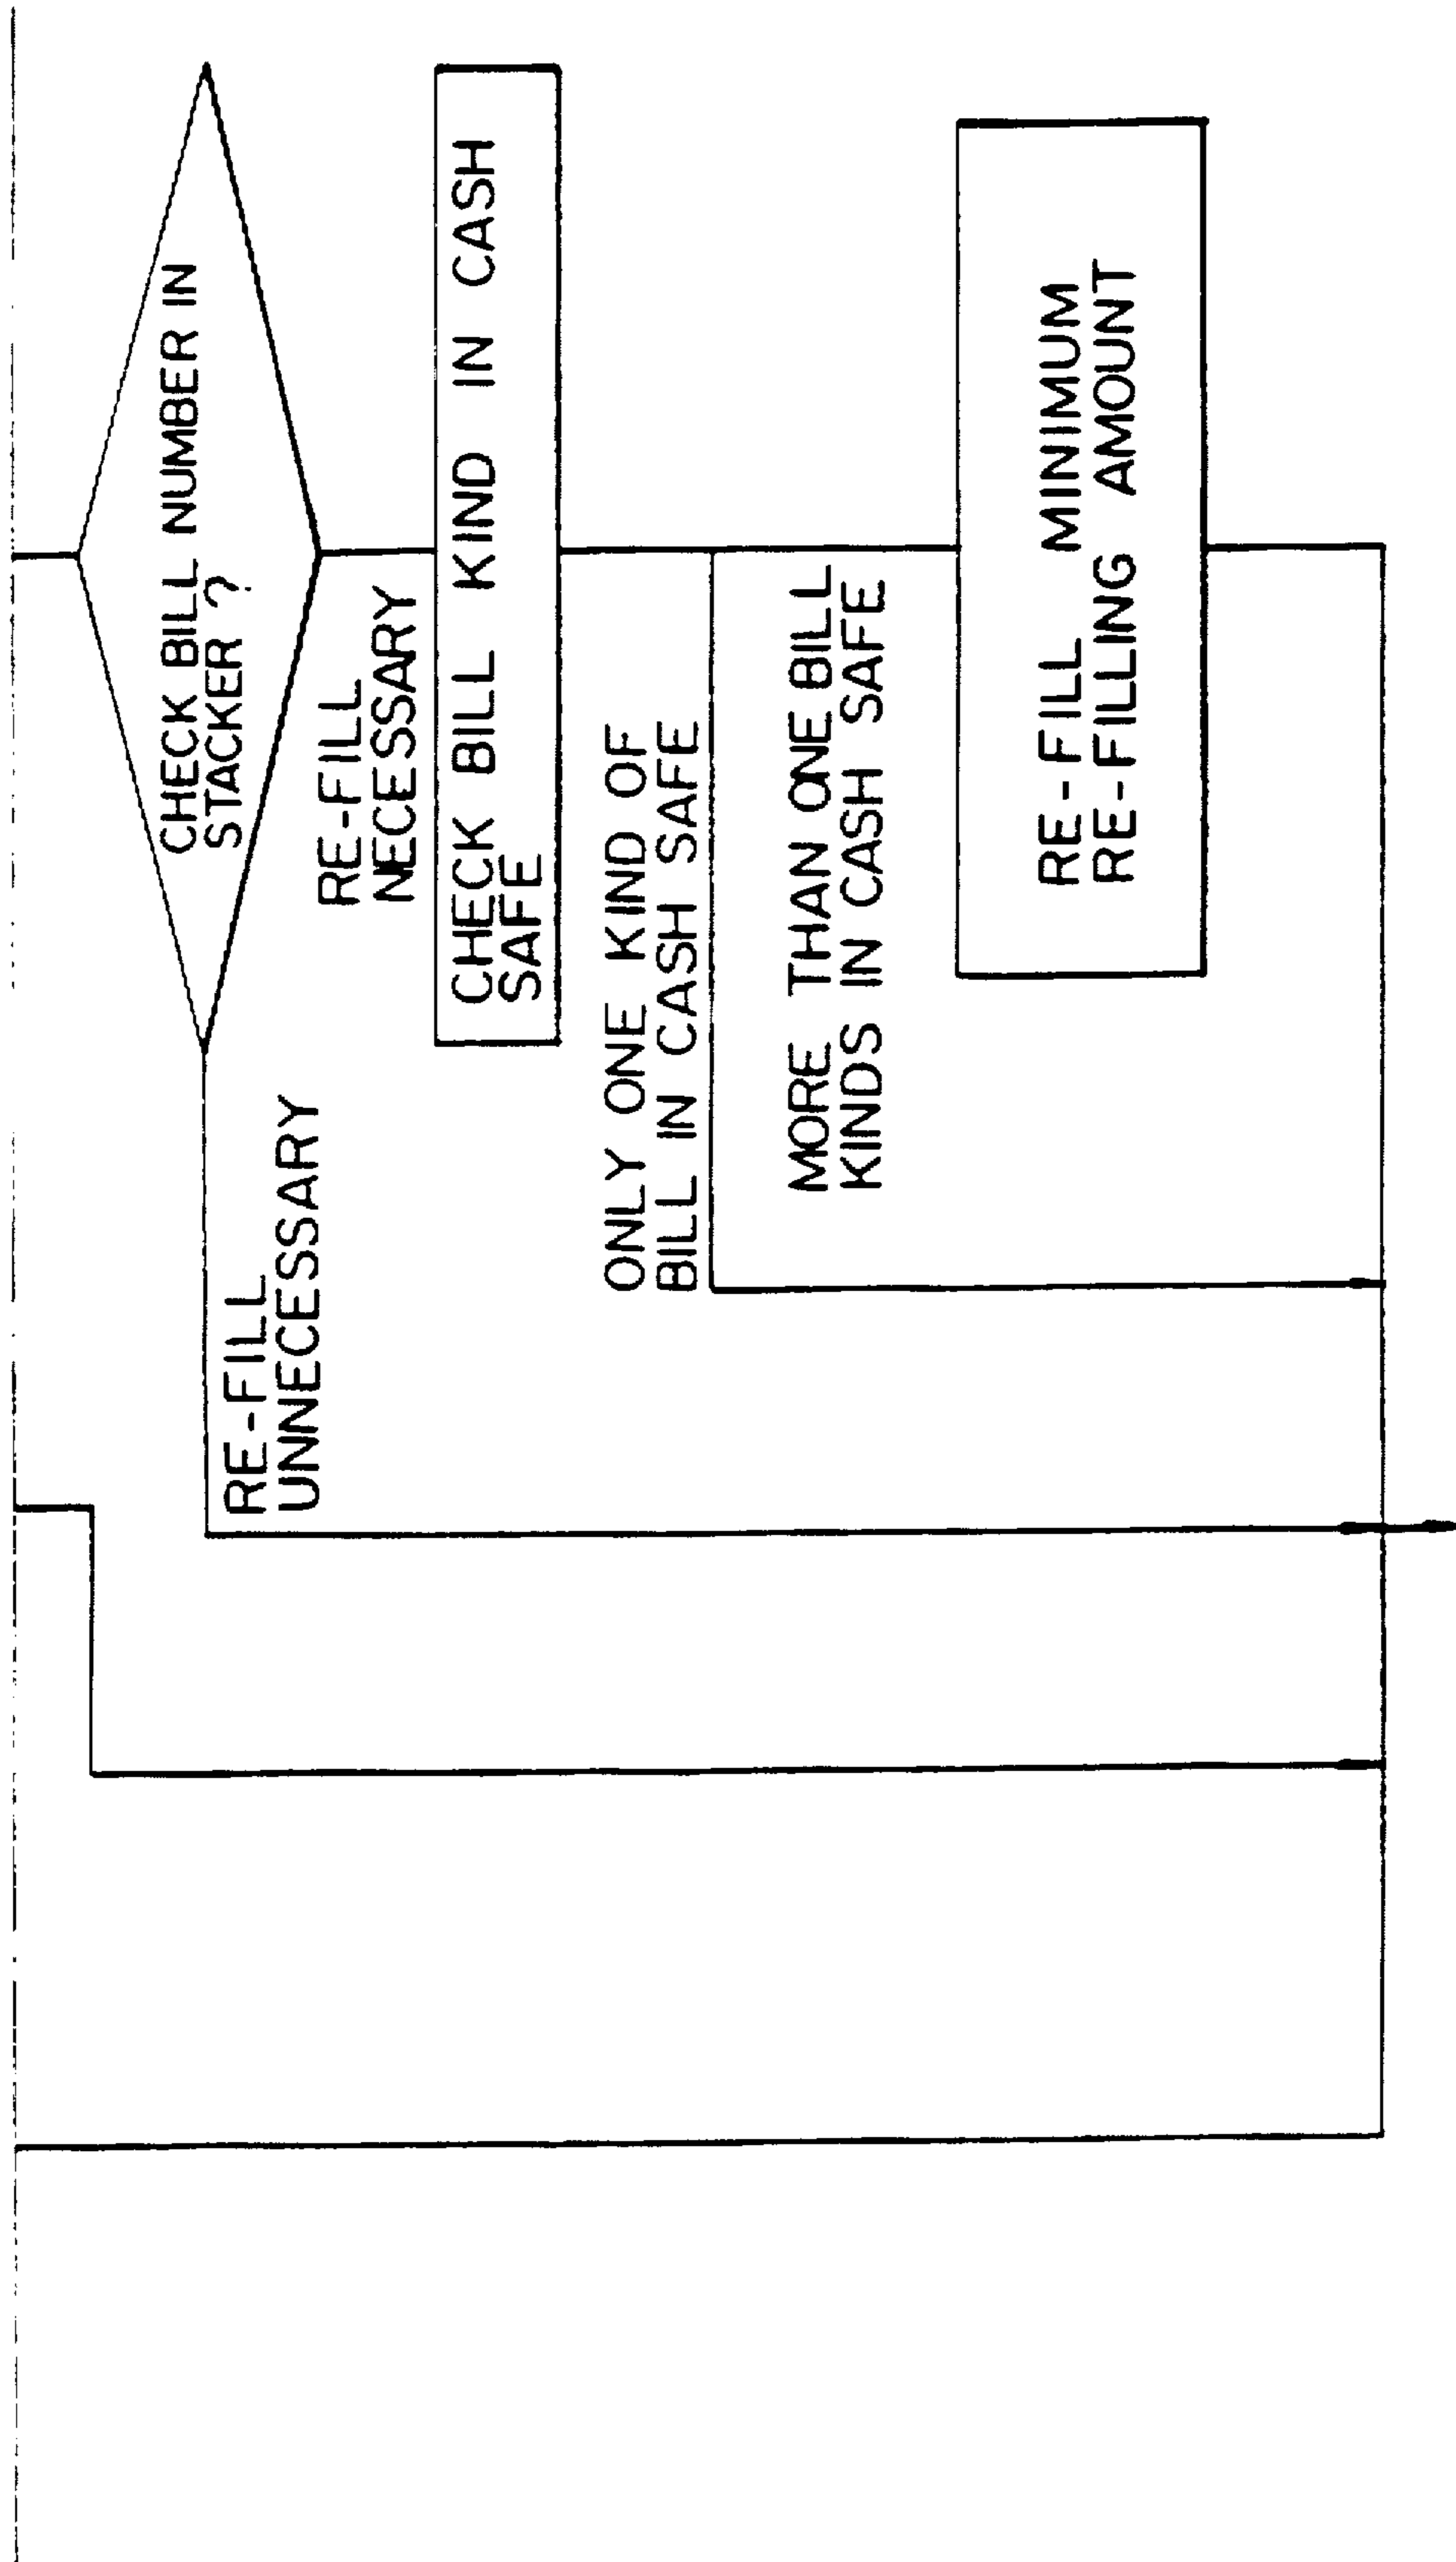 CHECK BILL NUMBER IN
STACKER ?
RE-FILL
UNNECESSARY
RE-FILL
NECESSARY
CHECK BILL KIND IN CASH
SAFE
ONLY ONE KIND OF
BILL IN CASH SAFE
MORE THAN ONE BILL
KINDS IN CASH SAFE
RE-FILL MINIMUM
RE-FILLING AMOUNT